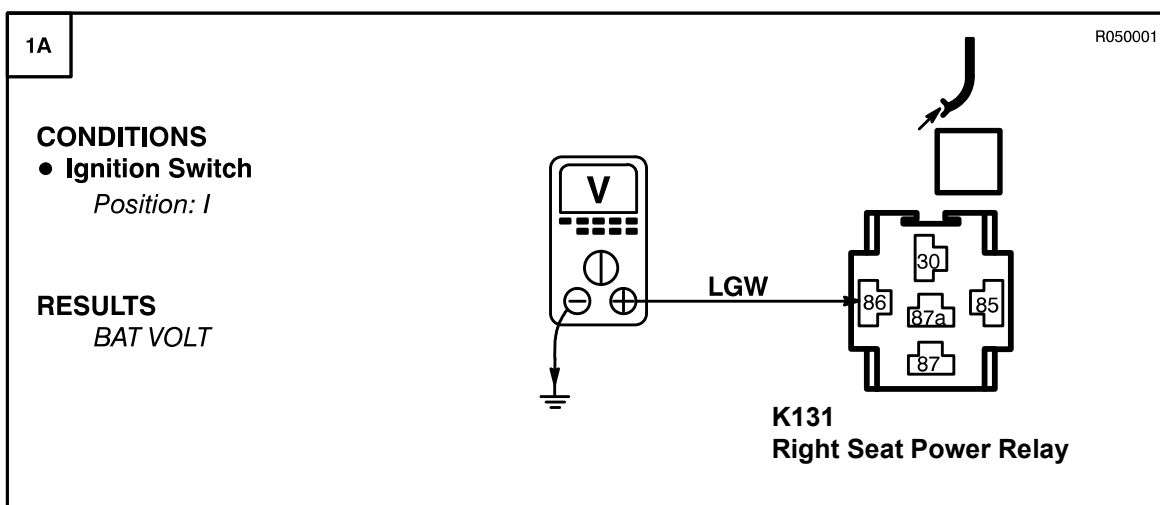 1A
R050001
CONDITIONS
● Ignition Switch
Position: I
RESULTS
BAT VOLT
V
LGW
30
86
87a
85
87
K131
Right Seat Power Relay